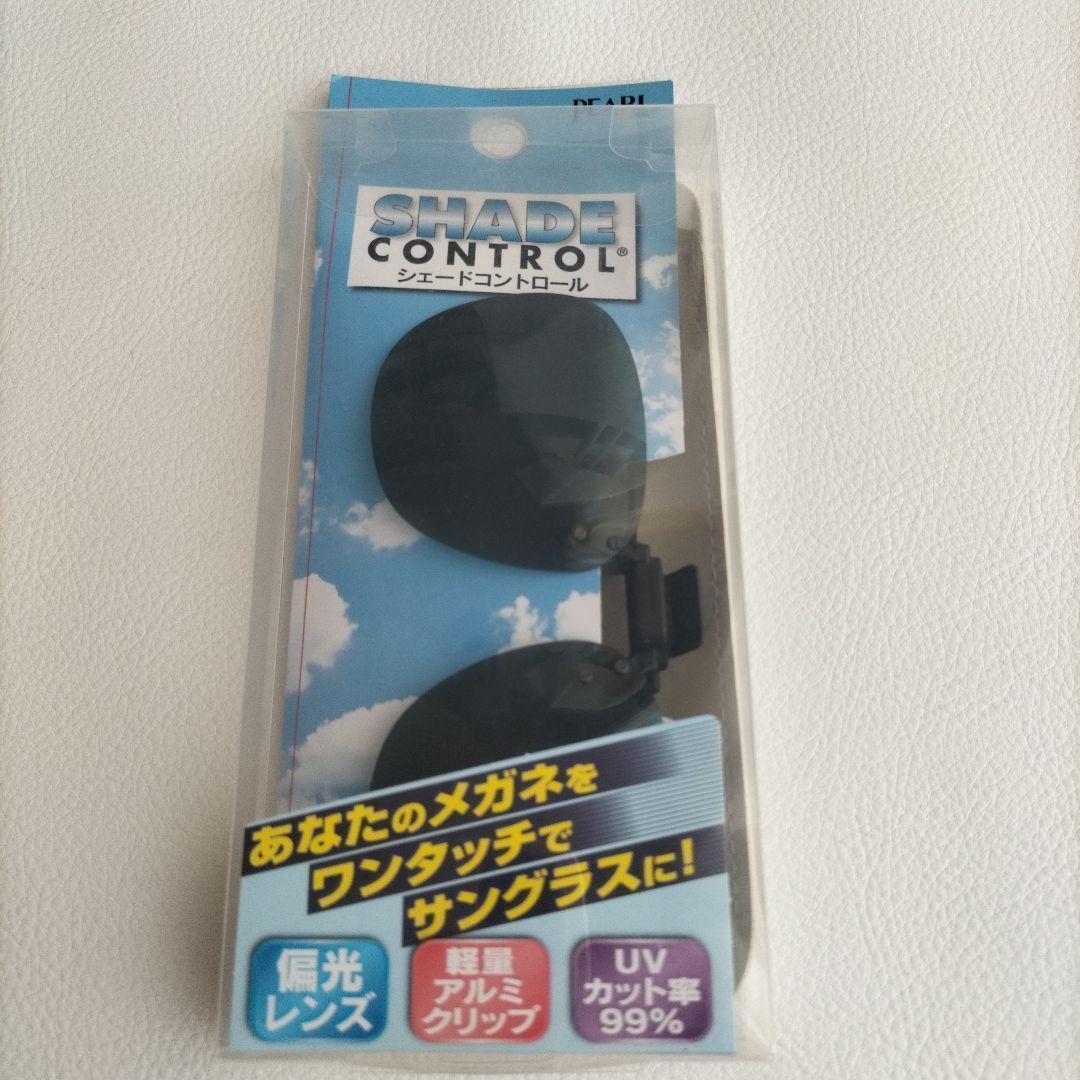 PEARL
SHADE
CONTROL®
シェードコントロール
あなたのメガネを
ワンタッチで
サングラスに!
偏光
レンズ
軽量
アルミ
クリップ
UV
カット率
99%